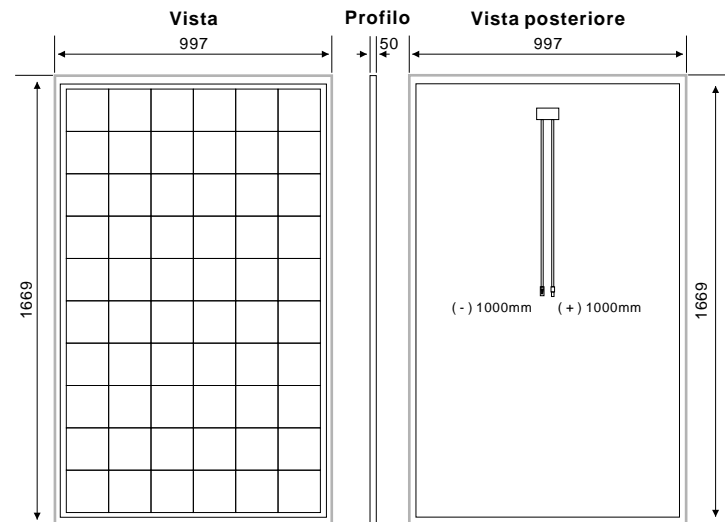 Vista Profilo Vista posteriore
997 50 997
1669 1669
(-) 1000mm (+) 1000mm